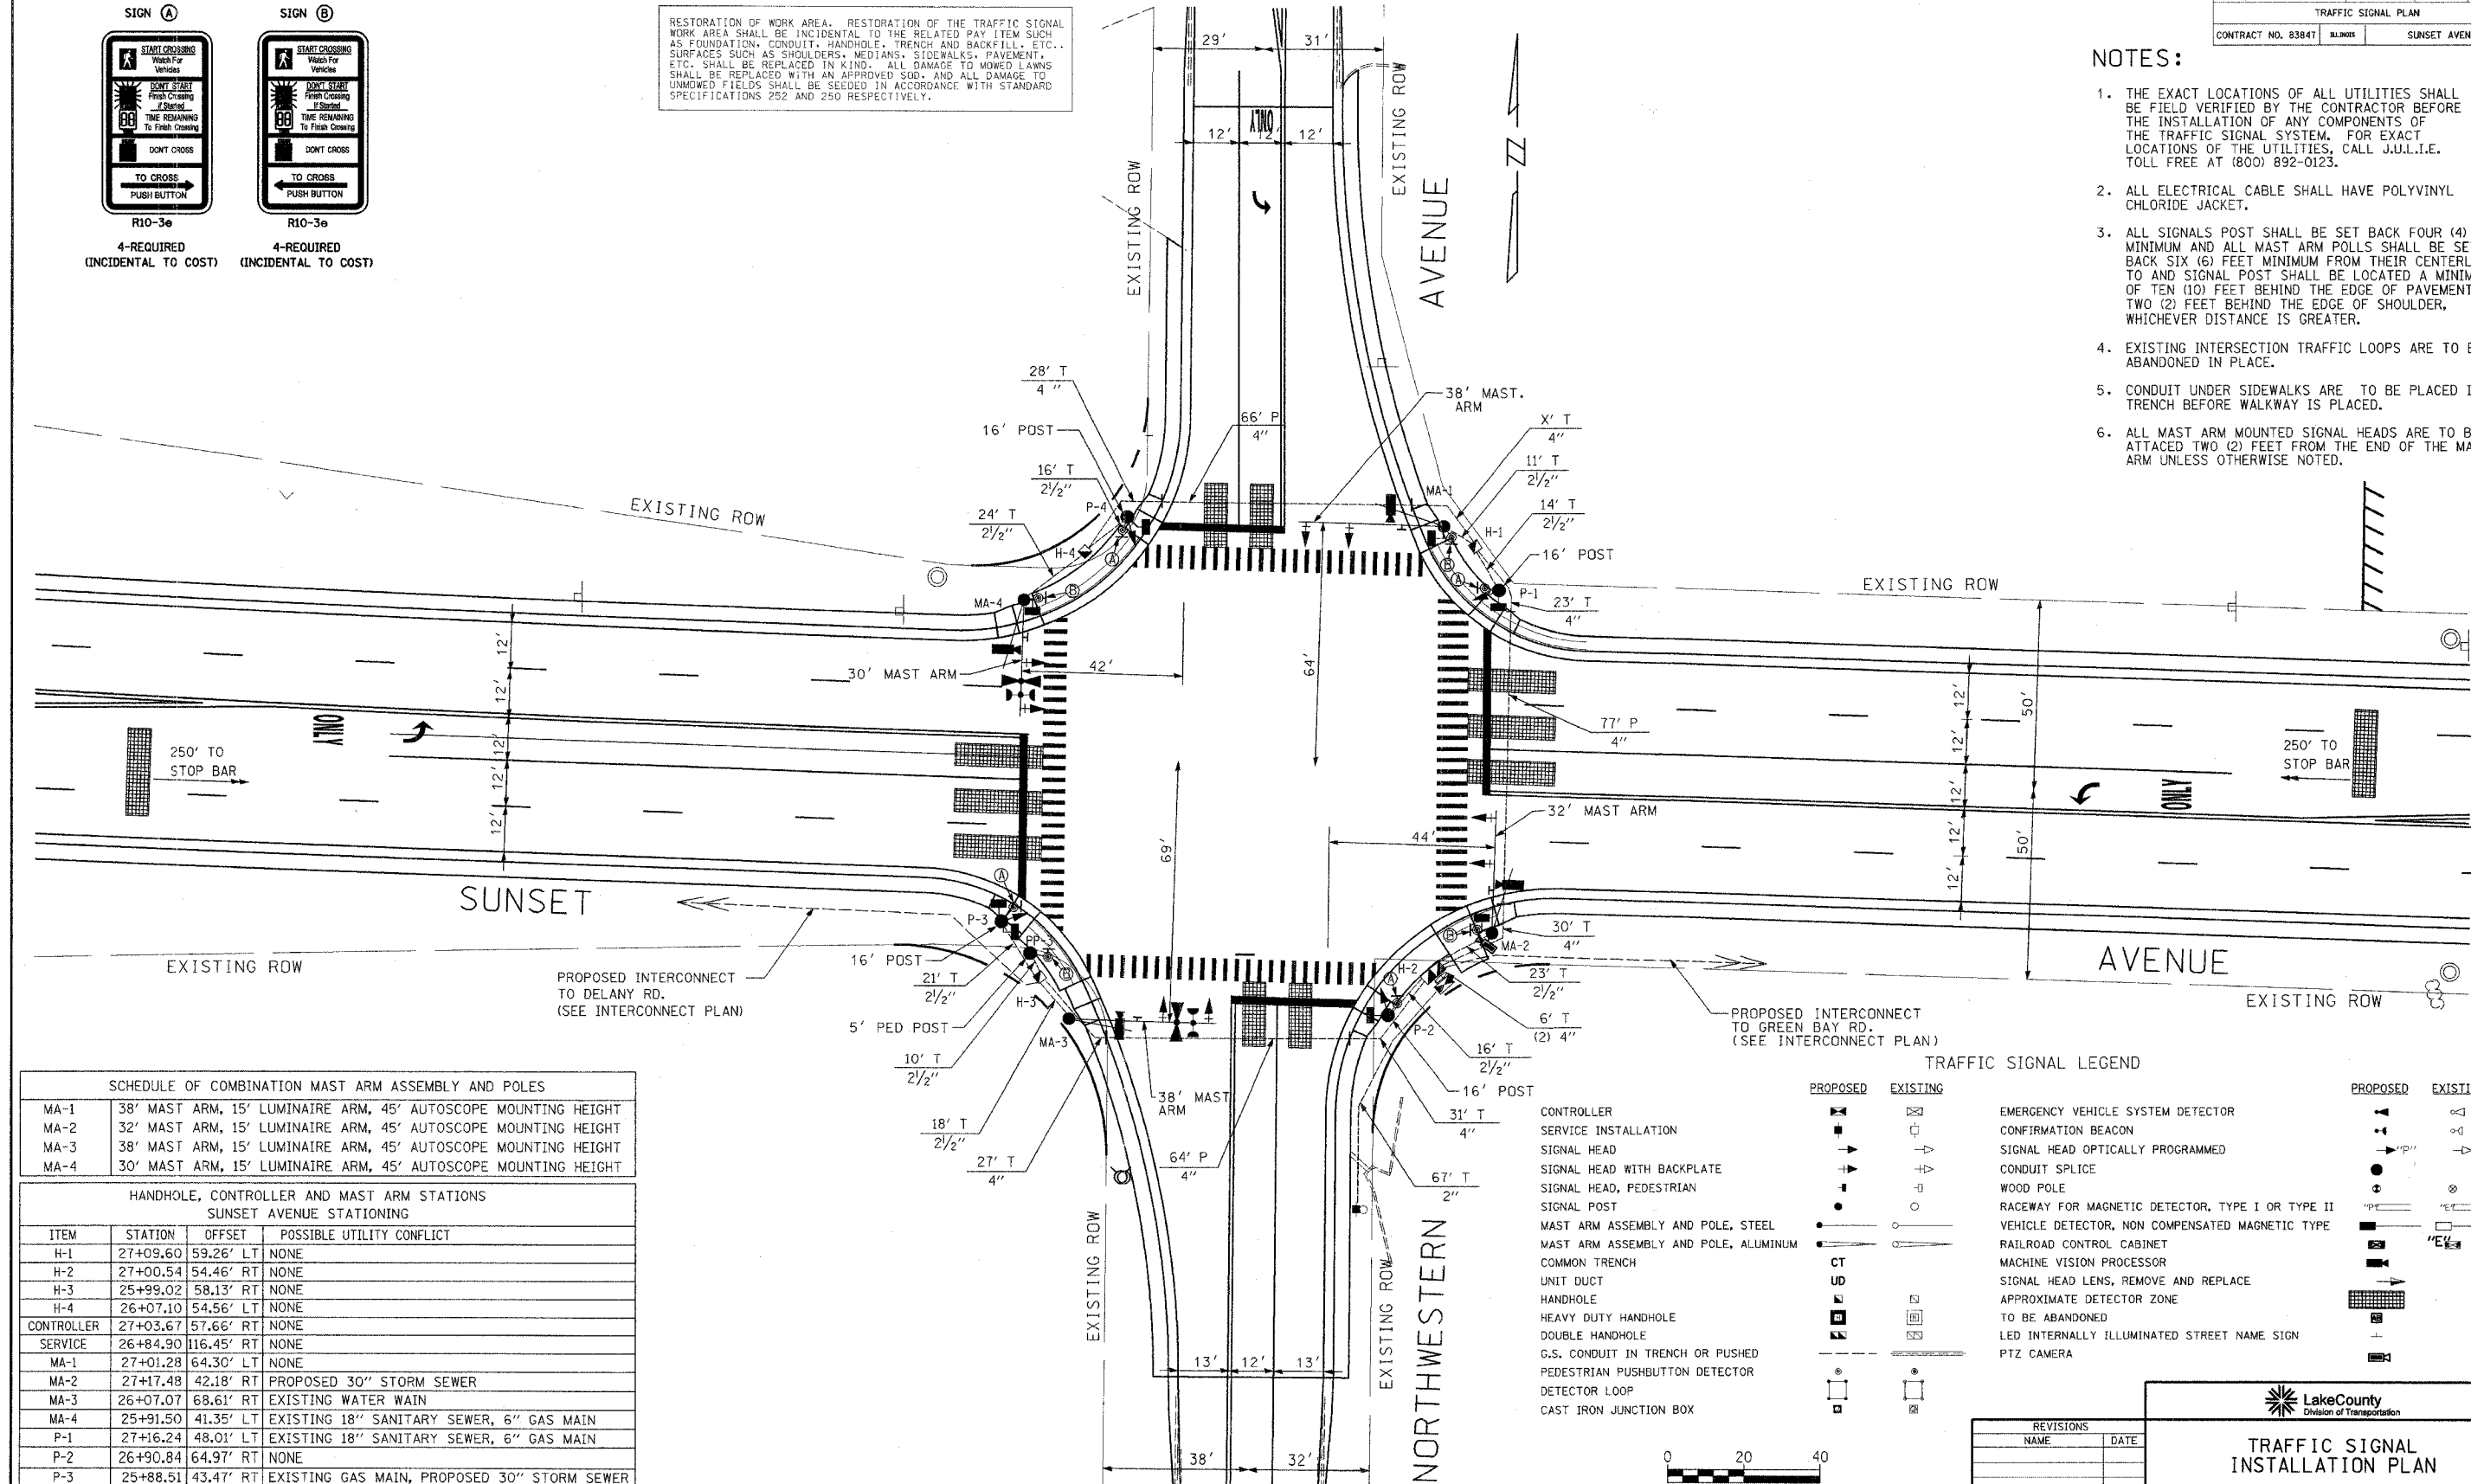 SIGN (A)
SIGN (B)
START CROSSING
Watch For
Vehicles
DON'T START
Finish Crossing
If Started
TIME REMAINING
To Finish Crossing
DON'T CROSS
TO CROSS
PUSH BUTTON
START CROSSING
Watch For
Vehicles
DON'T START
Finish Crossing
If Started
TIME REMAINING
To Finish Crossing
DON'T CROSS
TO CROSS
PUSH BUTTON
R10-3e
R10-3e
4-REQUIRED
(INCIDENTAL TO COST)
4-REQUIRED
(INCIDENTAL TO COST)
RESTORATION OF WORK AREA. RESTORATION OF THE TRAFFIC SIGNAL
WORK AREA SHALL BE INCIDENTAL TO THE RELATED PAY ITEM SUCH
AS FOUNDATION, CONDUIT, HANDHOLE, TRENCH AND BACKFILL, ETC..
SURFACES SUCH AS SHOULDERS, MEDIANS, SIDEWALKS, PAVEMENT,
ETC. SHALL BE REPLACED IN KIND. ALL DAMAGE TO MOWED LAWNS
SHALL BE REPLACED WITH AN APPROVED SOD, AND ALL DAMAGE TO
UNMOWED FIELDS SHALL BE SEEDED IN ACCORDANCE WITH STANDARD
SPECIFICATIONS 252 AND 250 RESPECTIVELY.
TRAFFIC SIGNAL PLAN
CONTRACT NO. 83847 ILLINOIS SUNSET AVEN
NOTES:
1. THE EXACT LOCATIONS OF ALL UTILITIES SHALL
BE FIELD VERIFIED BY THE CONTRACTOR BEFORE
THE INSTALLATION OF ANY COMPONENTS OF
THE TRAFFIC SIGNAL SYSTEM. FOR EXACT
LOCATIONS OF THE UTILITIES, CALL J.U.L.I.E.
TOLL FREE AT (800) 892-0123.
2. ALL ELECTRICAL CABLE SHALL HAVE POLYVINYL
CHLORIDE JACKET.
3. ALL SIGNALS POST SHALL BE SET BACK FOUR (4)
MINIMUM AND ALL MAST ARM POLLS SHALL BE SE
BACK SIX (6) FEET MINIMUM FROM THEIR CENTERL
TO AND SIGNAL POST SHALL BE LOCATED A MINIM
OF TEN (10) FEET BEHIND THE EDGE OF PAVEMENT
TWO (2) FEET BEHIND THE EDGE OF SHOULDER,
WHICHEVER DISTANCE IS GREATER.
4. EXISTING INTERSECTION TRAFFIC LOOPS ARE TO B
ABANDONED IN PLACE.
5. CONDUIT UNDER SIDEWALKS ARE TO BE PLACED I
TRENCH BEFORE WALKWAY IS PLACED.
6. ALL MAST ARM MOUNTED SIGNAL HEADS ARE TO B
ATTACED TWO (2) FEET FROM THE END OF THE MA
ARM UNLESS OTHERWISE NOTED.
29' 31'
ONLY
12' 12' 12'
EXISTING ROW
EXISTING ROW
AVENUE
N
28' T
4"
16' POST
16' T
2½"
24' T
2½"
66' P
4"
38' MAST.
ARM
X' T
4"
11' T
2½"
14' T
2½"
16' POST
23' T
4"
MA-1
H-1
P-1
P-4
H-4
MA-4
A
B
B
A
EXISTING ROW
EXISTING ROW
30' MAST ARM
42'
64'
77' P
4"
12'
12'
12'
12'
12'
ONLY
250' TO
STOP BAR
12'
12'
12'
12'
12'
50'
50'
250' TO
STOP BAR
ONLY
32' MAST ARM
44'
69'
SUNSET
AVENUE
EXISTING ROW
EXISTING ROW
A
P-3
PP-3
B
H-3
MA-3
B
MA-2
H-2
A
P-2
PROPOSED INTERCONNECT
TO DELANY RD.
(SEE INTERCONNECT PLAN)
16' POST
21' T
2½"
5' PED POST
10' T
2½"
18' T
2½"
27' T
4"
38' MAST
ARM
64' P
4"
30' T
4"
23' T
2½"
6' T
(2) 4"
16' T
2½"
16' POST
31' T
4"
67' T
2"
PROPOSED INTERCONNECT
TO GREEN BAY RD.
(SEE INTERCONNECT PLAN)
EXISTING ROW
EXISTING ROW
NORTHWESTERN
13' 12' 13'
38' 32'
SCHEDULE OF COMBINATION MAST ARM ASSEMBLY AND POLES
MA-1 38' MAST ARM, 15' LUMINAIRE ARM, 45' AUTOSCOPE MOUNTING HEIGHT
MA-2 32' MAST ARM, 15' LUMINAIRE ARM, 45' AUTOSCOPE MOUNTING HEIGHT
MA-3 38' MAST ARM, 15' LUMINAIRE ARM, 45' AUTOSCOPE MOUNTING HEIGHT
MA-4 30' MAST ARM, 15' LUMINAIRE ARM, 45' AUTOSCOPE MOUNTING HEIGHT
HANDHOLE, CONTROLLER AND MAST ARM STATIONS
SUNSET AVENUE STATIONING
ITEM STATION OFFSET POSSIBLE UTILITY CONFLICT
H-1 27+09.60 59.26' LT NONE
H-2 27+00.54 54.46' RT NONE
H-3 25+99.02 58.13' RT NONE
H-4 26+07.10 54.56' LT NONE
CONTROLLER 27+03.67 57.66' RT NONE
SERVICE 26+84.90 116.45' RT NONE
MA-1 27+01.28 64.30' LT NONE
MA-2 27+17.48 42.18' RT PROPOSED 30" STORM SEWER
MA-3 26+07.07 68.61' RT EXISTING WATER WAIN
MA-4 25+91.50 41.35' LT EXISTING 18" SANITARY SEWER, 6" GAS MAIN
P-1 27+16.24 48.01' LT EXISTING 18" SANITARY SEWER, 6" GAS MAIN
P-2 26+90.84 64.97' RT NONE
P-3 25+88.51 43.47' RT EXISTING GAS MAIN, PROPOSED 30" STORM SEWER
TRAFFIC SIGNAL LEGEND
PROPOSED EXISTING
CONTROLLER
SERVICE INSTALLATION
SIGNAL HEAD
SIGNAL HEAD WITH BACKPLATE
SIGNAL HEAD, PEDESTRIAN
SIGNAL POST
MAST ARM ASSEMBLY AND POLE, STEEL
MAST ARM ASSEMBLY AND POLE, ALUMINUM
COMMON TRENCH CT
UNIT DUCT UD
HANDHOLE
HEAVY DUTY HANDHOLE
DOUBLE HANDHOLE
G.S. CONDUIT IN TRENCH OR PUSHED
PEDESTRIAN PUSHBUTTON DETECTOR
DETECTOR LOOP
CAST IRON JUNCTION BOX
PROPOSED EXISTI
EMERGENCY VEHICLE SYSTEM DETECTOR
CONFIRMATION BEACON
SIGNAL HEAD OPTICALLY PROGRAMMED "P"
CONDUIT SPLICE
WOOD POLE
RACEWAY FOR MAGNETIC DETECTOR, TYPE I OR TYPE II "P" "E"
VEHICLE DETECTOR, NON COMPENSATED MAGNETIC TYPE
RAILROAD CONTROL CABINET "E"
MACHINE VISION PROCESSOR
SIGNAL HEAD LENS, REMOVE AND REPLACE
APPROXIMATE DETECTOR ZONE
TO BE ABANDONED AB
LED INTERNALLY ILLUMINATED STREET NAME SIGN
PTZ CAMERA
0 20 40
REVISIONS
NAME DATE
LakeCounty
Division of Transportation
TRAFFIC SIGNAL
INSTALLATION PLAN